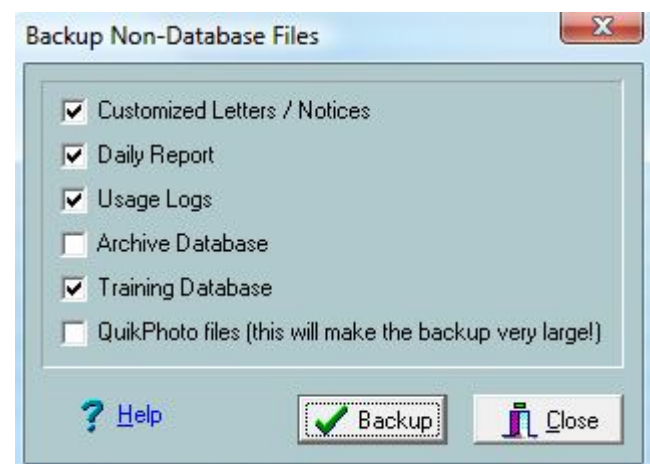 Backup Non-Database Files
Customized Letters / Notices
Daily Report
Usage Logs
Archive Database
Training Database
QuikPhoto files (this will make the backup very large!)
? Help Backup Close